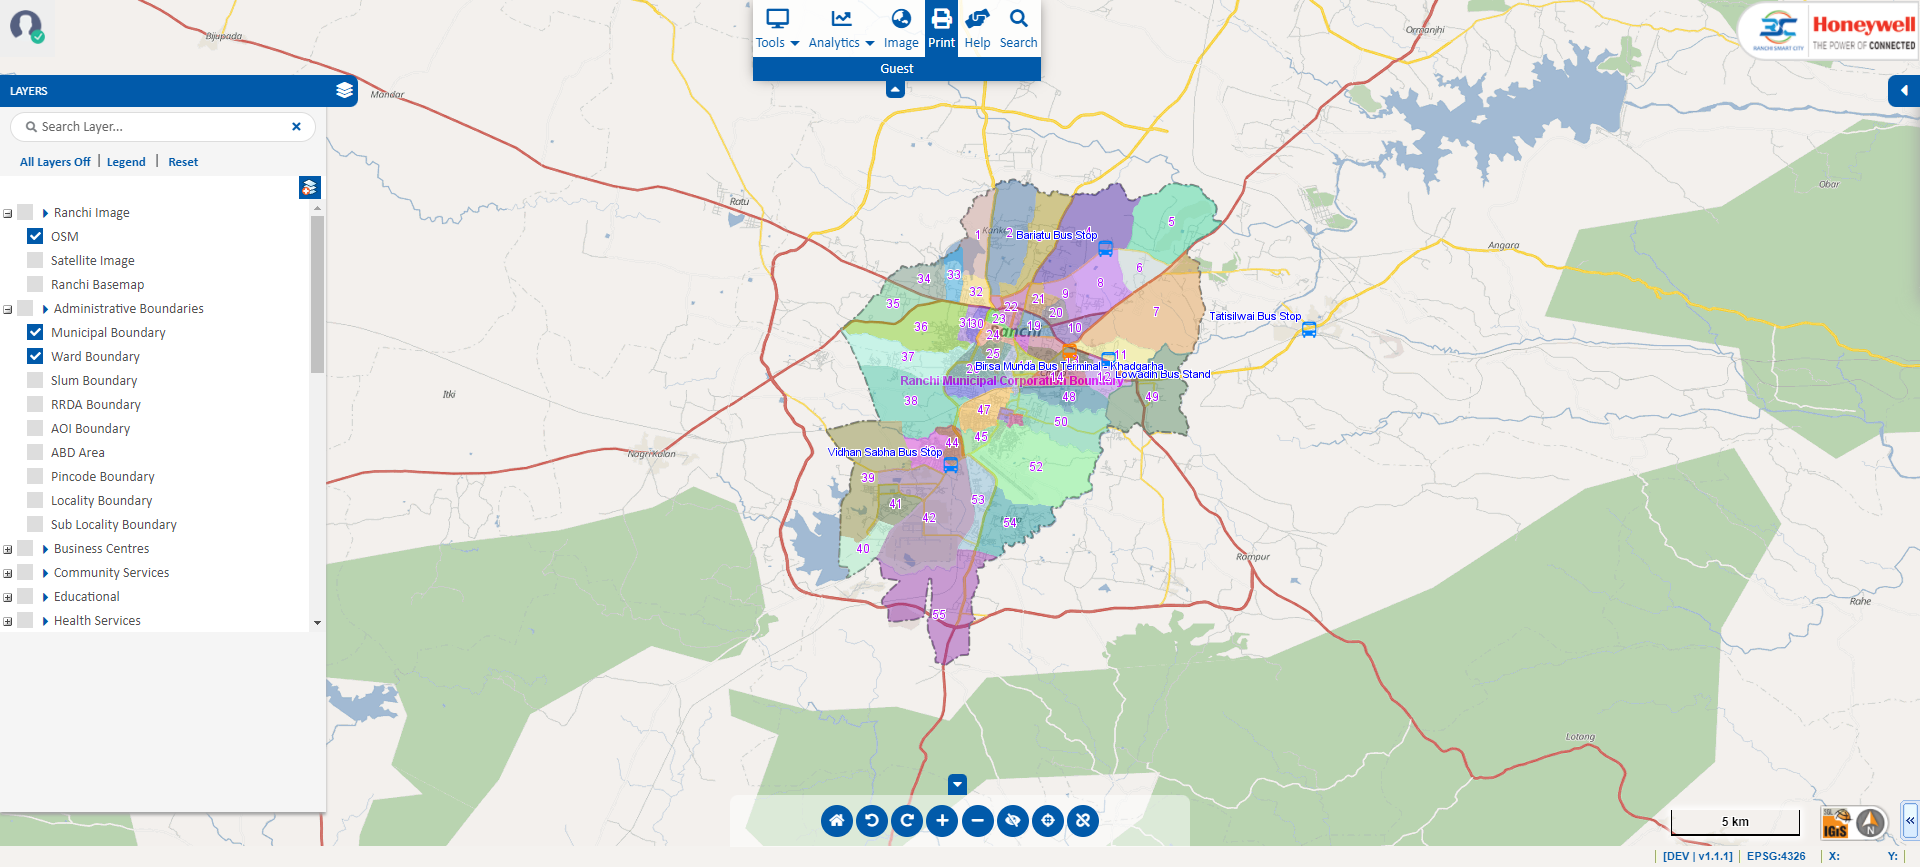 Tools
Analytics
Image
Print
Help
Search
Guest
RANCHI SMART CITY
Honeywell
THE POWER OF CONNECTED
LAYERS
Search Layer...
All Layers Off | Legend | Reset
Ranchi Image
OSM
Satellite Image
Ranchi Basemap
Administrative Boundaries
Municipal Boundary
Ward Boundary
Slum Boundary
RRDA Boundary
AOI Boundary
ABD Area
Pincode Boundary
Locality Boundary
Sub Locality Boundary
Business Centres
Community Services
Educational
Health Services
Bijupada
Mandar
Ormanjhi
Obar
Ratu
Angara
Itki
Nagri Kalan
Rampur
Rahe
Lotang
Ranchi
1
2
5
Bariatu Bus Stop
6
7
8
9
10
11
19
20
21
22
23
24
25
30
31
32
33
34
35
36
37
38
Tatisilwai Bus Stop
Birsa Munda Bus Terminal - Khadgarha
Lowadih Bus Stand
Ranchi Municipal Corporation Boundary
14
47
48
49
50
45
44
Vidhan Sabha Bus Stop
52
39
41
42
53
54
40
55
5 km
SGL
IGiS
N
[DEV | v1.1.1]
EPSG:4326
X:
Y: